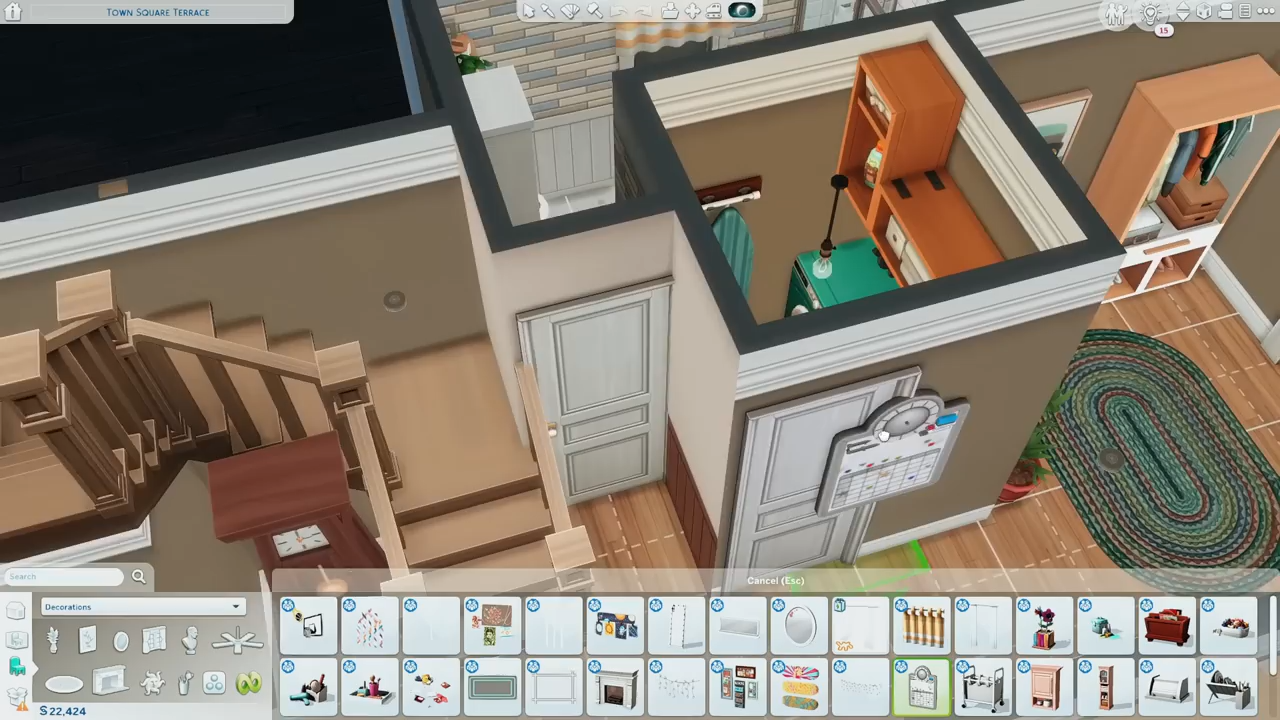 TOWN SQUARE TERRACE
15
Cancel (Esc)
Search
Decorations
§22,424